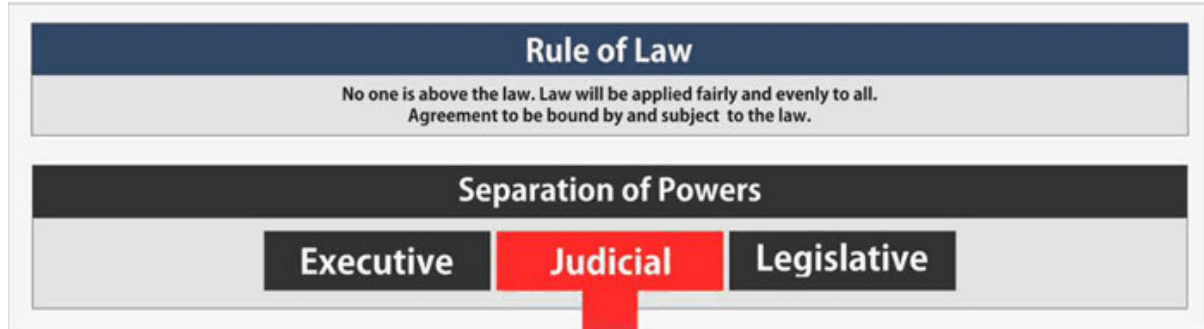 Rule of Law
No one is above the law. Law will be applied fairly and evenly to all.
Agreement to be bound by and subject to the law.
Separation of Powers
Executive Judicial Legislative